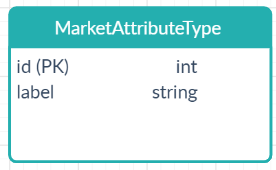 MarketAttributeType
id (PK) int
label string